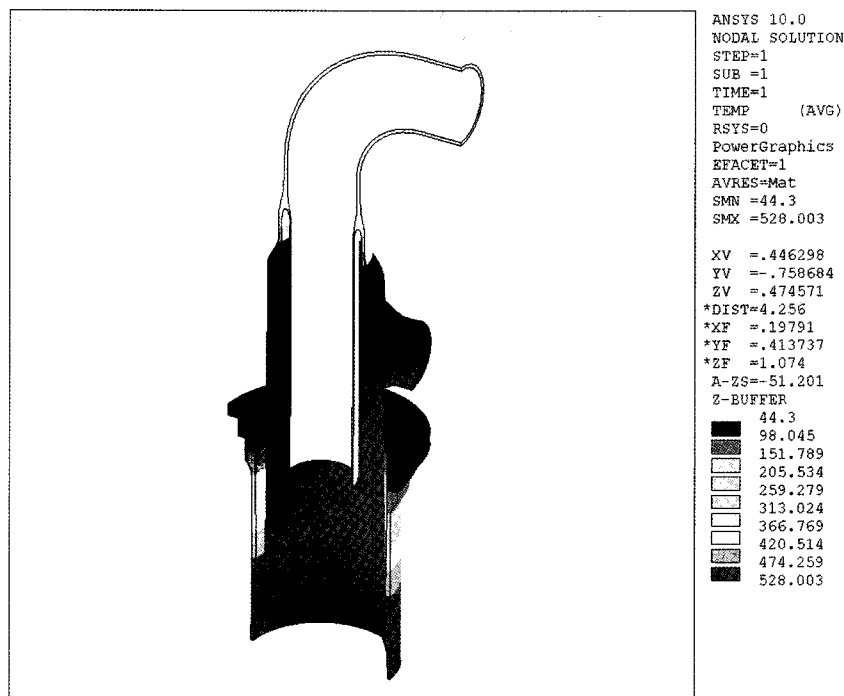 ANSYS 10.0
NODAL SOLUTION
STEP=1
SUB =1
TIME=1
TEMP (AVG)
RSYS=0
PowerGraphics
EFACET=1
AVRES=Mat
SMN =44.3
SMX =528.003
XV =.446298
YV =-.758684
ZV =.474571
*DIST=4.256
*XF =.19791
*YF =.413737
*ZF =1.074
A-ZS=-51.201
Z-BUFFER
44.3
98.045
151.789
205.534
259.279
313.024
366.769
420.514
474.259
528.003